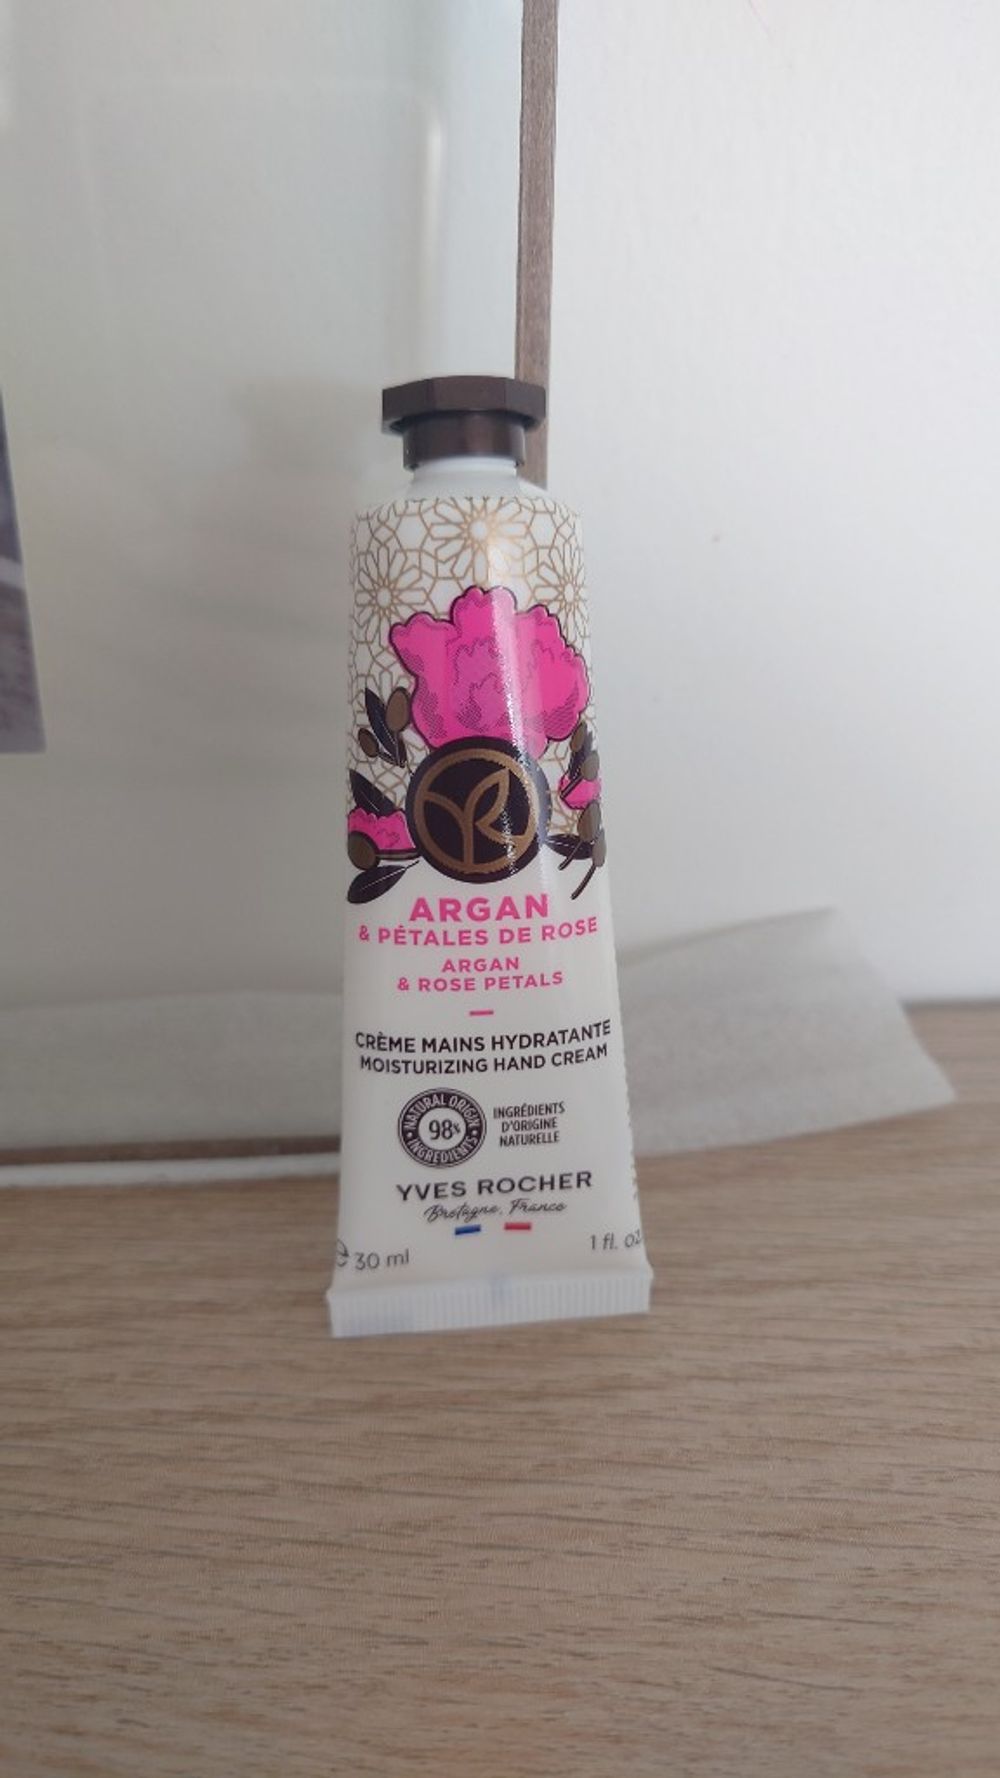 ARGAN
& PÉTALES DE ROSE
ARGAN
& ROSE PETALS
CRÈME MAINS HYDRATANTE
MOISTURIZING HAND CREAM
NATURAL ORIGIN
98%
INGREDIENTS
INGRÉDIENTS
D'ORIGINE
NATURELLE
YVES ROCHER
Bretagne, France
℮ 30 ml
1 fl. oz